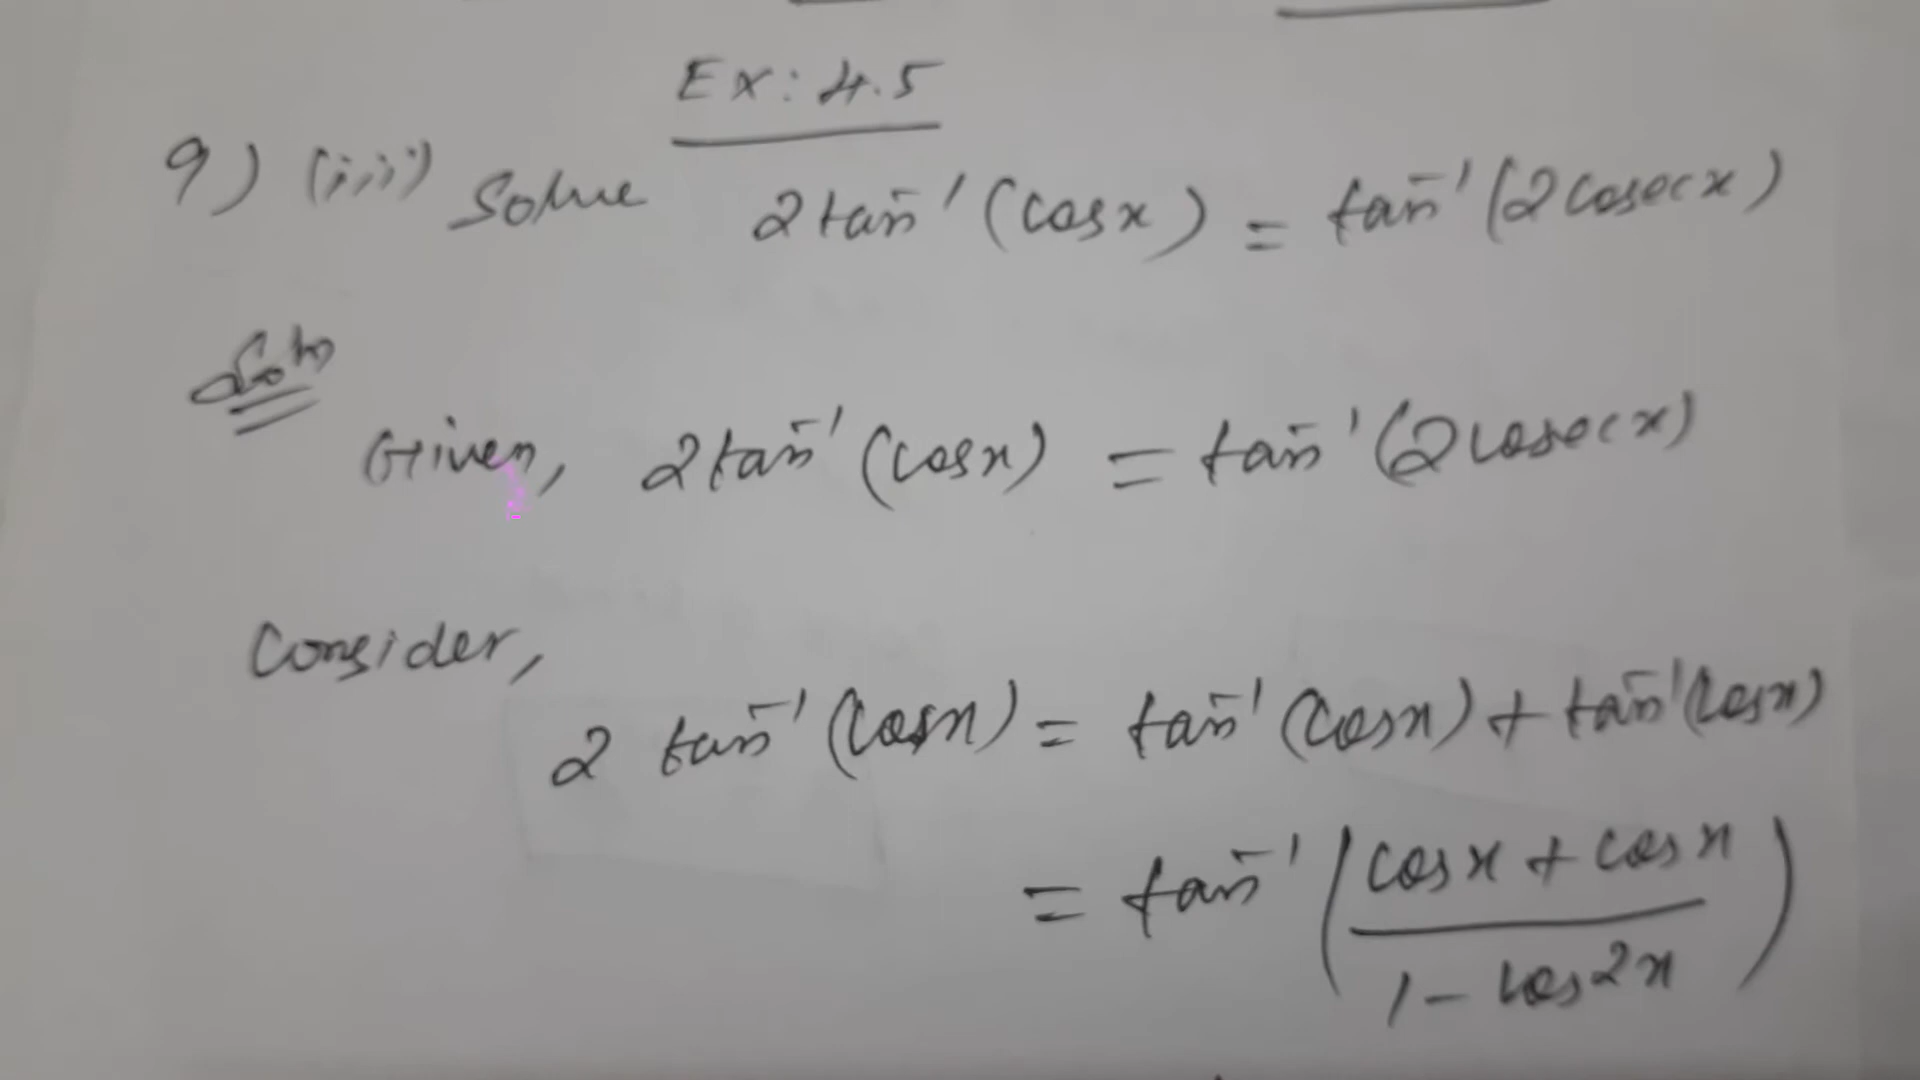 Ex: 4.5
9) (iii) Solve 2tan⁻¹(cosx) = tan⁻¹(2cosecx)
Soln
Given, 2tan⁻¹(cosx) = tan⁻¹(2cosecx)
Consider,
2 tan⁻¹(cosx) = tan⁻¹(cosx) + tan⁻¹(cosx)
= tan⁻¹((cosx + cosx)/(1 - cos²x))